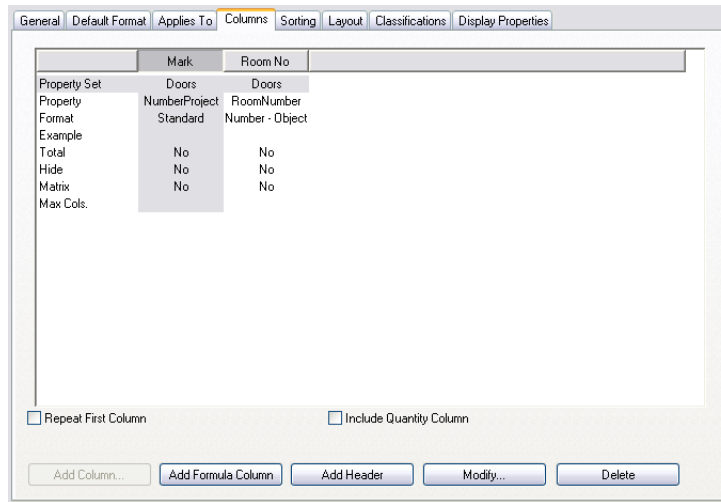 General Default Format Applies To Columns Sorting Layout Classifications Display Properties
Mark Room No
Property Set Doors Doors
Property NumberProject RoomNumber
Format Standard Number - Object
Example
Total No No
Hide No No
Matrix No No
Max Cols.
Repeat First Column Include Quantity Column
Add Column... Add Formula Column Add Header Modify... Delete